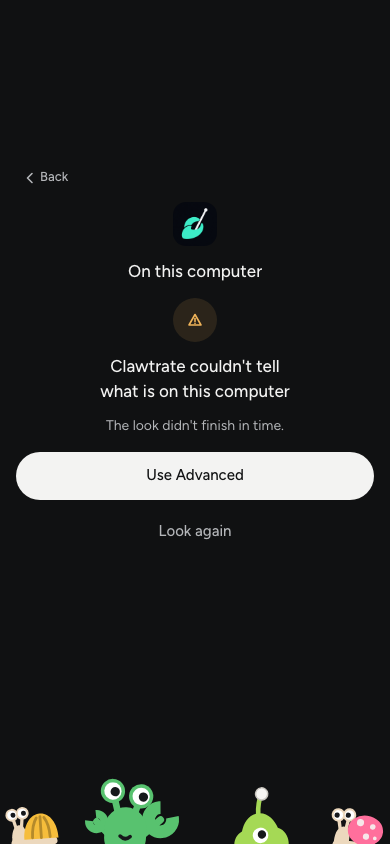 Back
On this computer
Clawtrate couldn't tell
what is on this computer
The look didn't finish in time.
Use Advanced
Look again